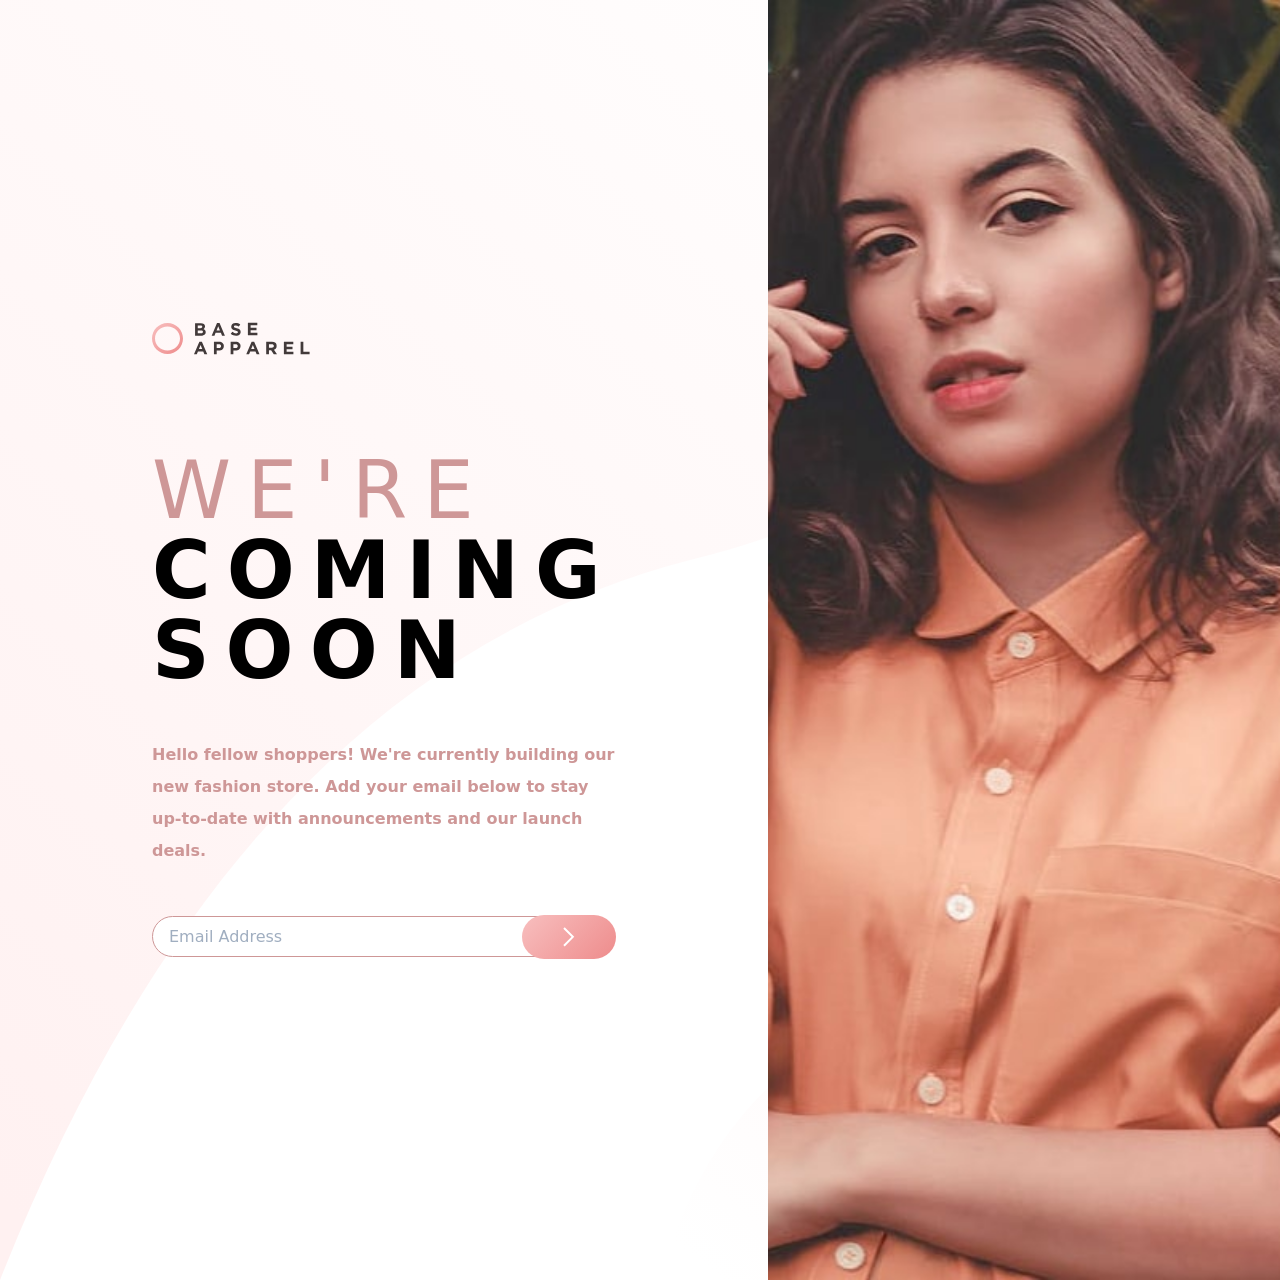 BASE
APPAREL
WE'RE
COMING
SOON
Hello fellow shoppers! We're currently building our
new fashion store. Add your email below to stay
up-to-date with announcements and our launch
deals.
Email Address